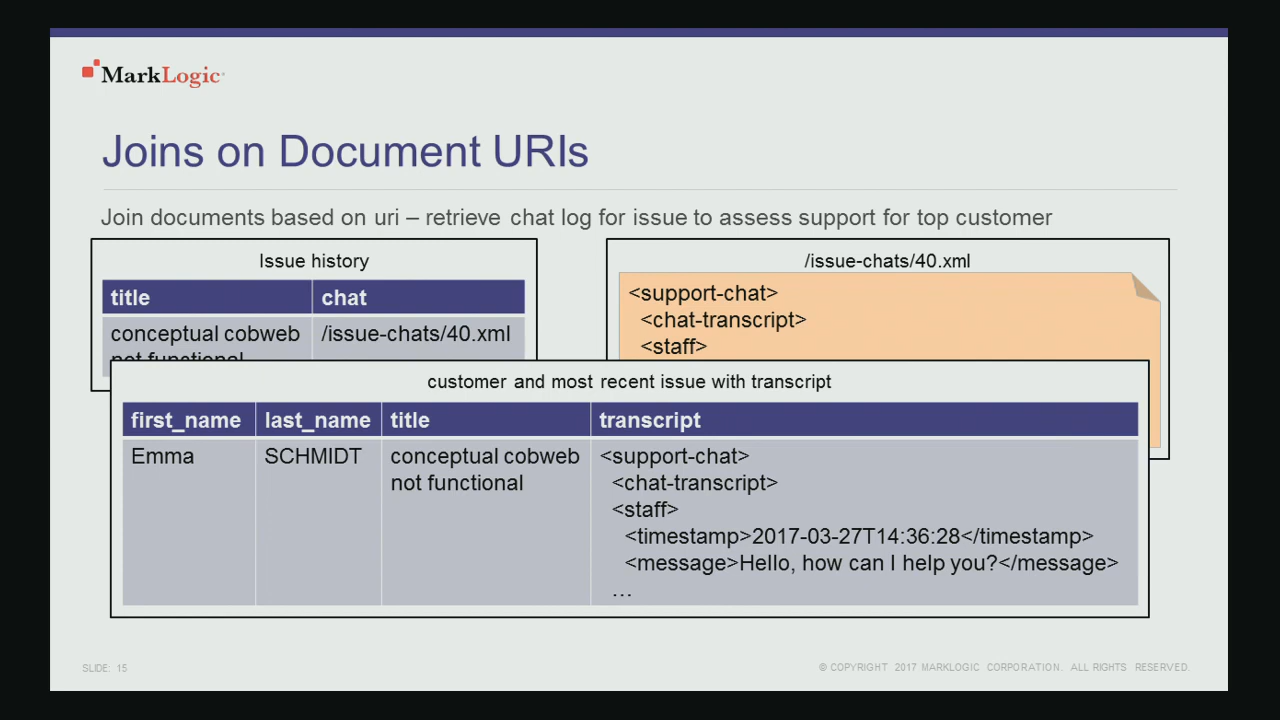 MarkLogic
Joins on Document URIs
Join documents based on uri – retrieve chat log for issue to assess support for top customer
Issue history
title chat
conceptual cobweb /issue-chats/40.xml
not functional
/issue-chats/40.xml
<support-chat>
<chat-transcript>
<staff>
customer and most recent issue with transcript
first_name last_name title transcript
Emma SCHMIDT conceptual cobweb <support-chat>
not functional <chat-transcript>
<staff>
<timestamp>2017-03-27T14:36:28</timestamp>
<message>Hello, how can I help you?</message>
…
SLIDE: 15 © COPYRIGHT 2017 MARKLOGIC CORPORATION. ALL RIGHTS RESERVED.